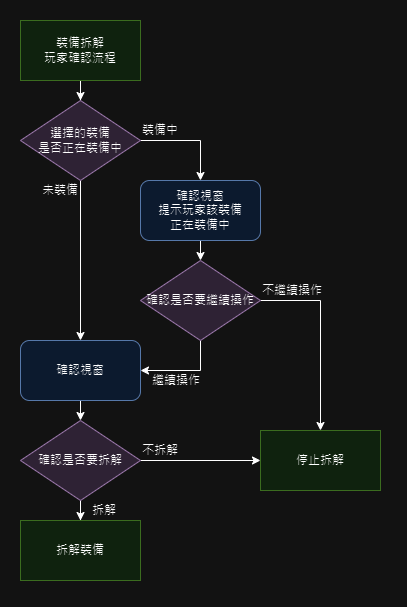 裝備拆解
玩家確認流程
選擇的裝備
是否正在裝備中
裝備中
未裝備
確認視窗
提示玩家該裝備
正在裝備中
確認是否要繼續操作
不繼續操作
繼續操作
確認視窗
確認是否要拆解
不拆解
停止拆解
拆解
拆解裝備